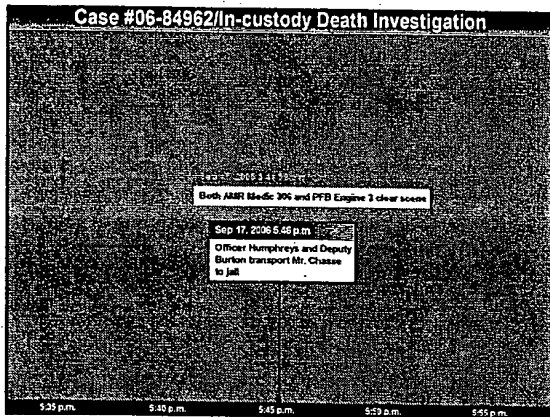 Case #06-84962/In-custody Death Investigation
Both AMR Medic 306 and PFB Engine 3 clear scene
Sep 17, 2006 5:46 p.m.
Officer Humphreys and Deputy
Burton transport Mr. Chasse
to jail
5:35 p.m. 5:40 p.m. 5:45 p.m. 5:50 p.m. 5:55 p.m.